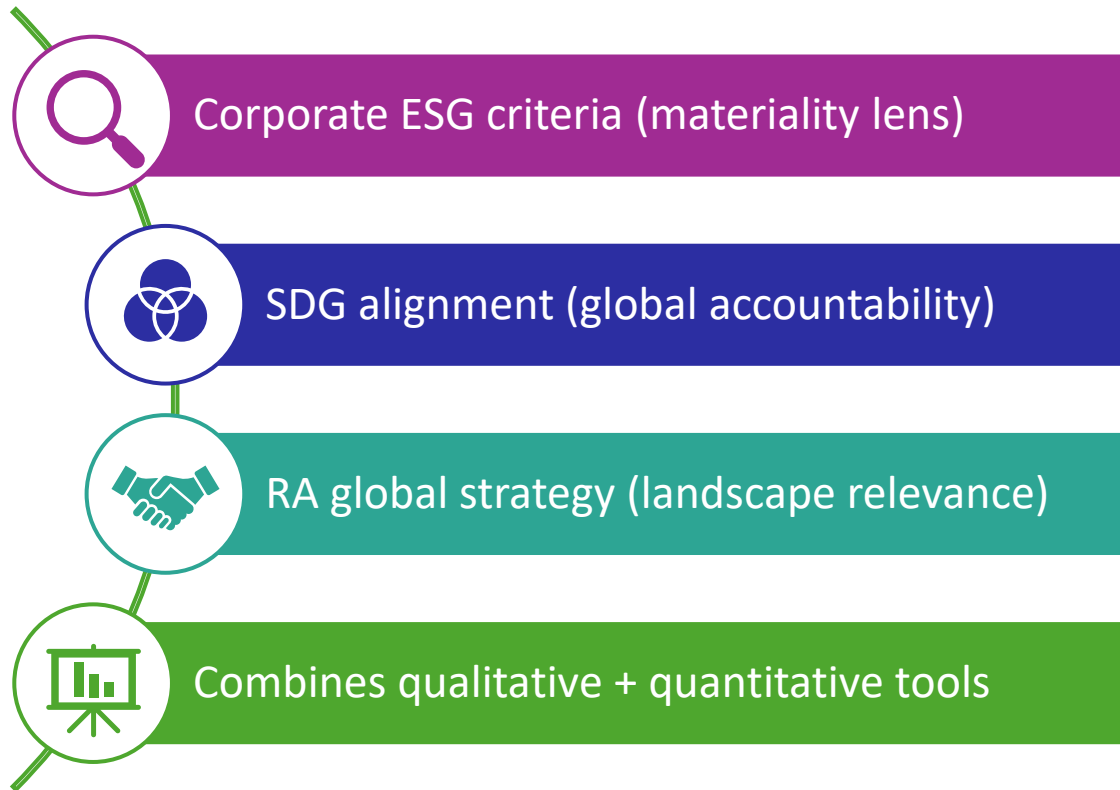 Corporate ESG criteria (materiality lens)
SDG alignment (global accountability)
RA global strategy (landscape relevance)
Combines qualitative + quantitative tools